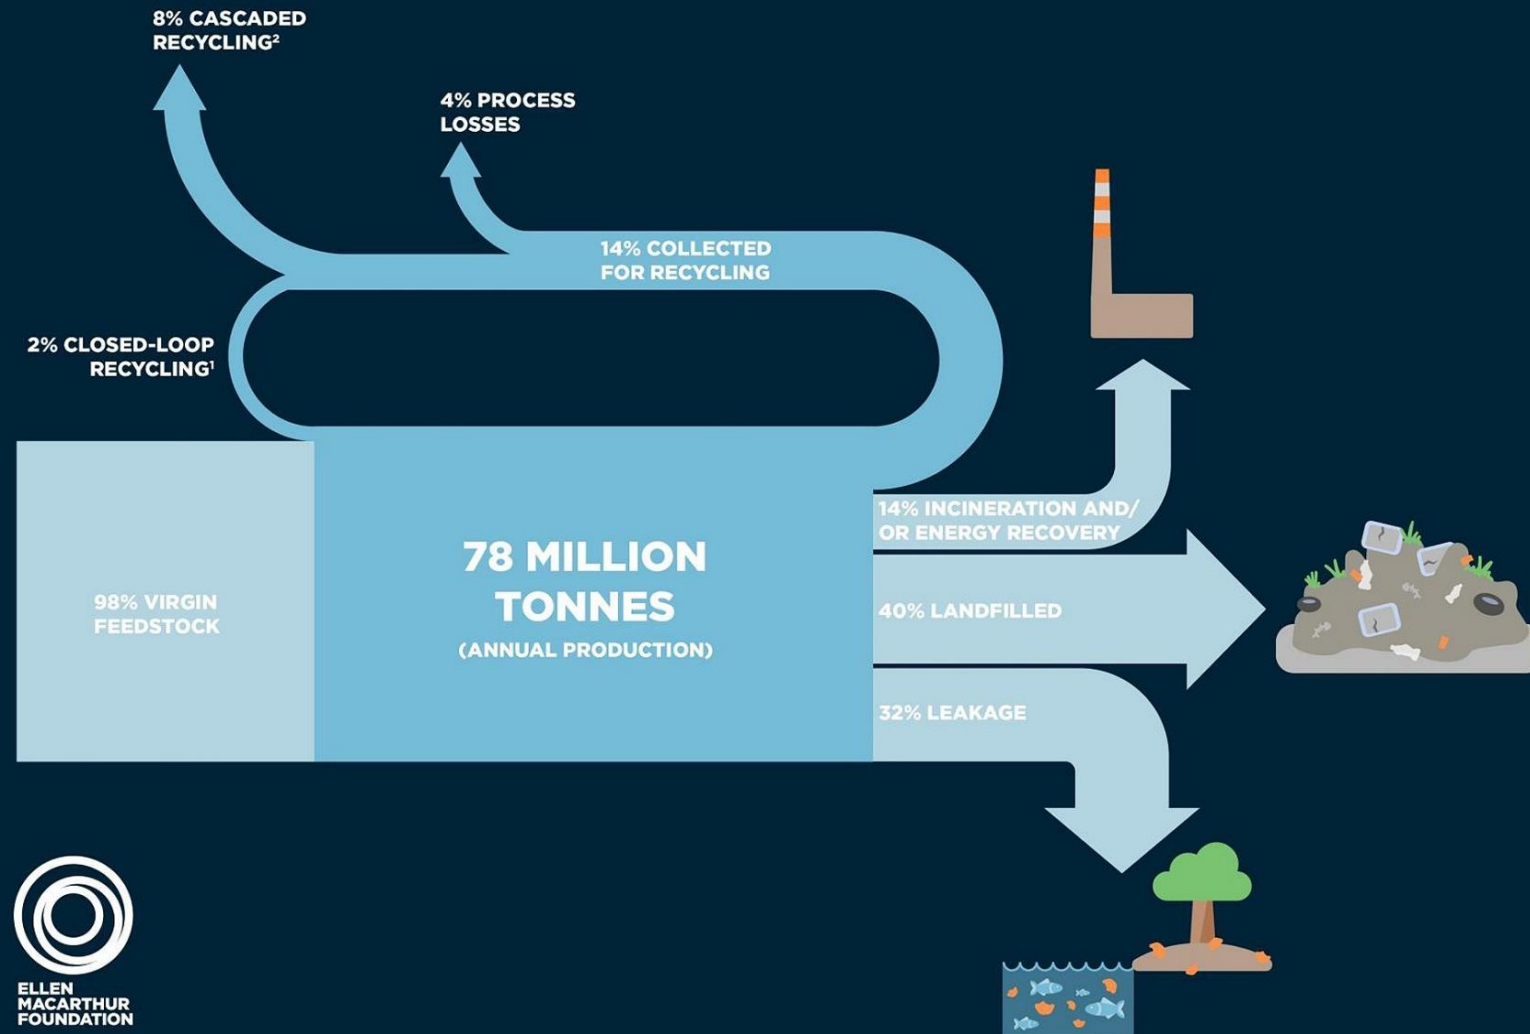 8% CASCADED
RECYCLING²
4% PROCESS
LOSSES
14% COLLECTED
FOR RECYCLING
2% CLOSED-LOOP
RECYCLING¹
98% VIRGIN
FEEDSTOCK
78 MILLION
TONNES
(ANNUAL PRODUCTION)
14% INCINERATION AND/
OR ENERGY RECOVERY
40% LANDFILLED
32% LEAKAGE
ELLEN
MACARTHUR
FOUNDATION